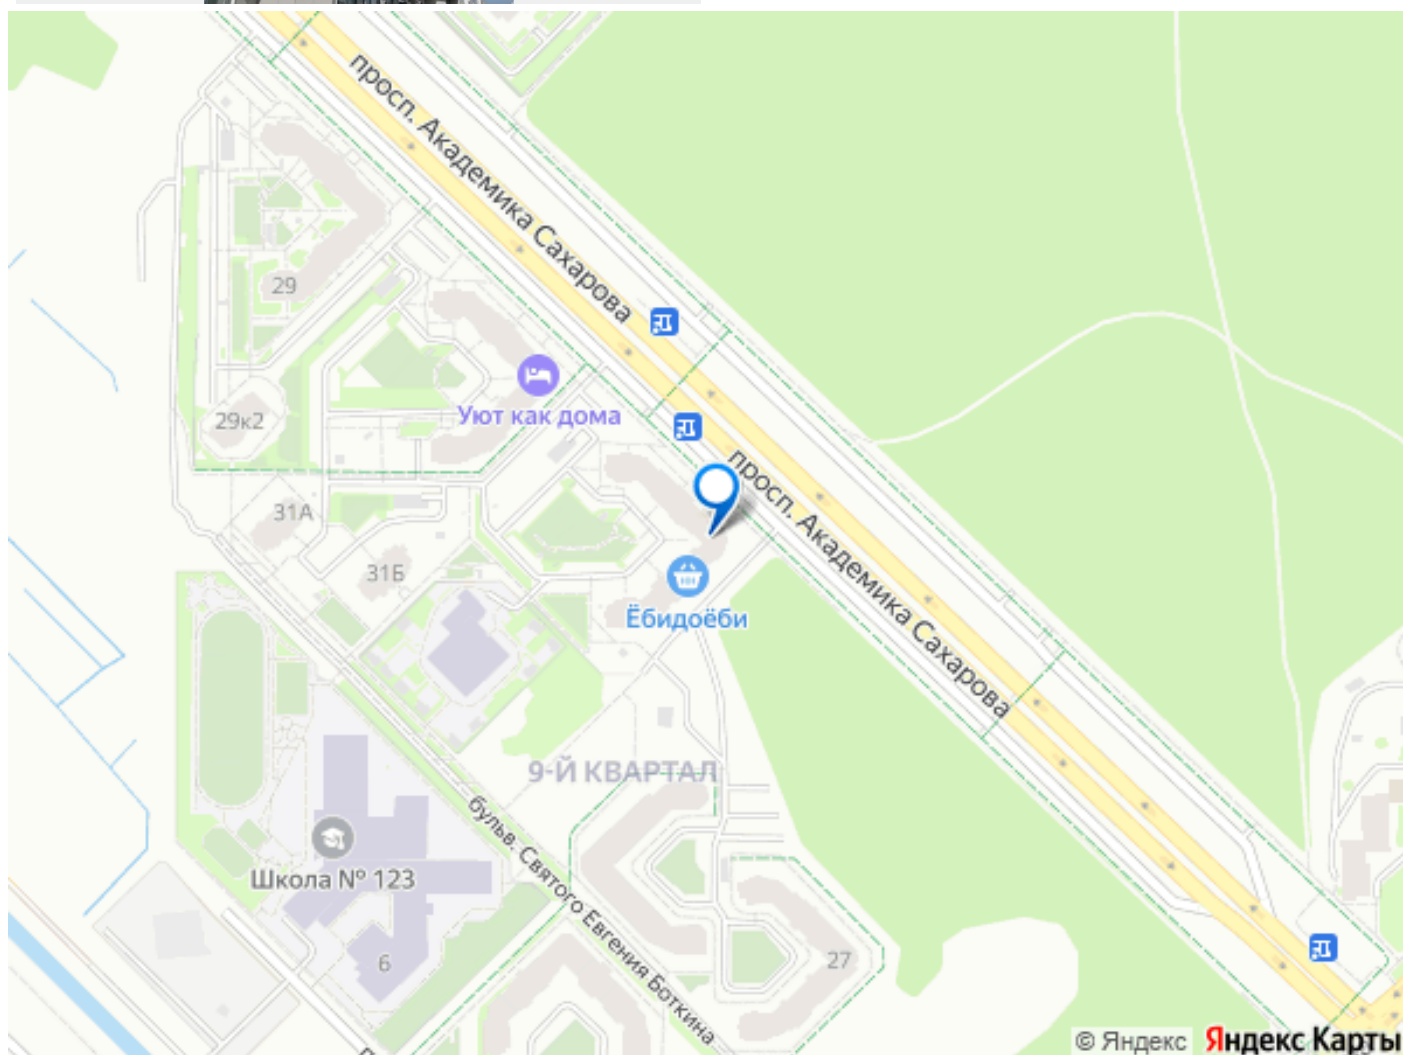 просп. Академика Сахарова
29
Уют как дома
29к2
просп. Академика Сахарова
31А
31Б
Ёбидоёби
9-Й КВАРТАЛ
бульв. Святого Евгения Боткина
Школа № 123
6
27
© Яндекс Яндекс Карты